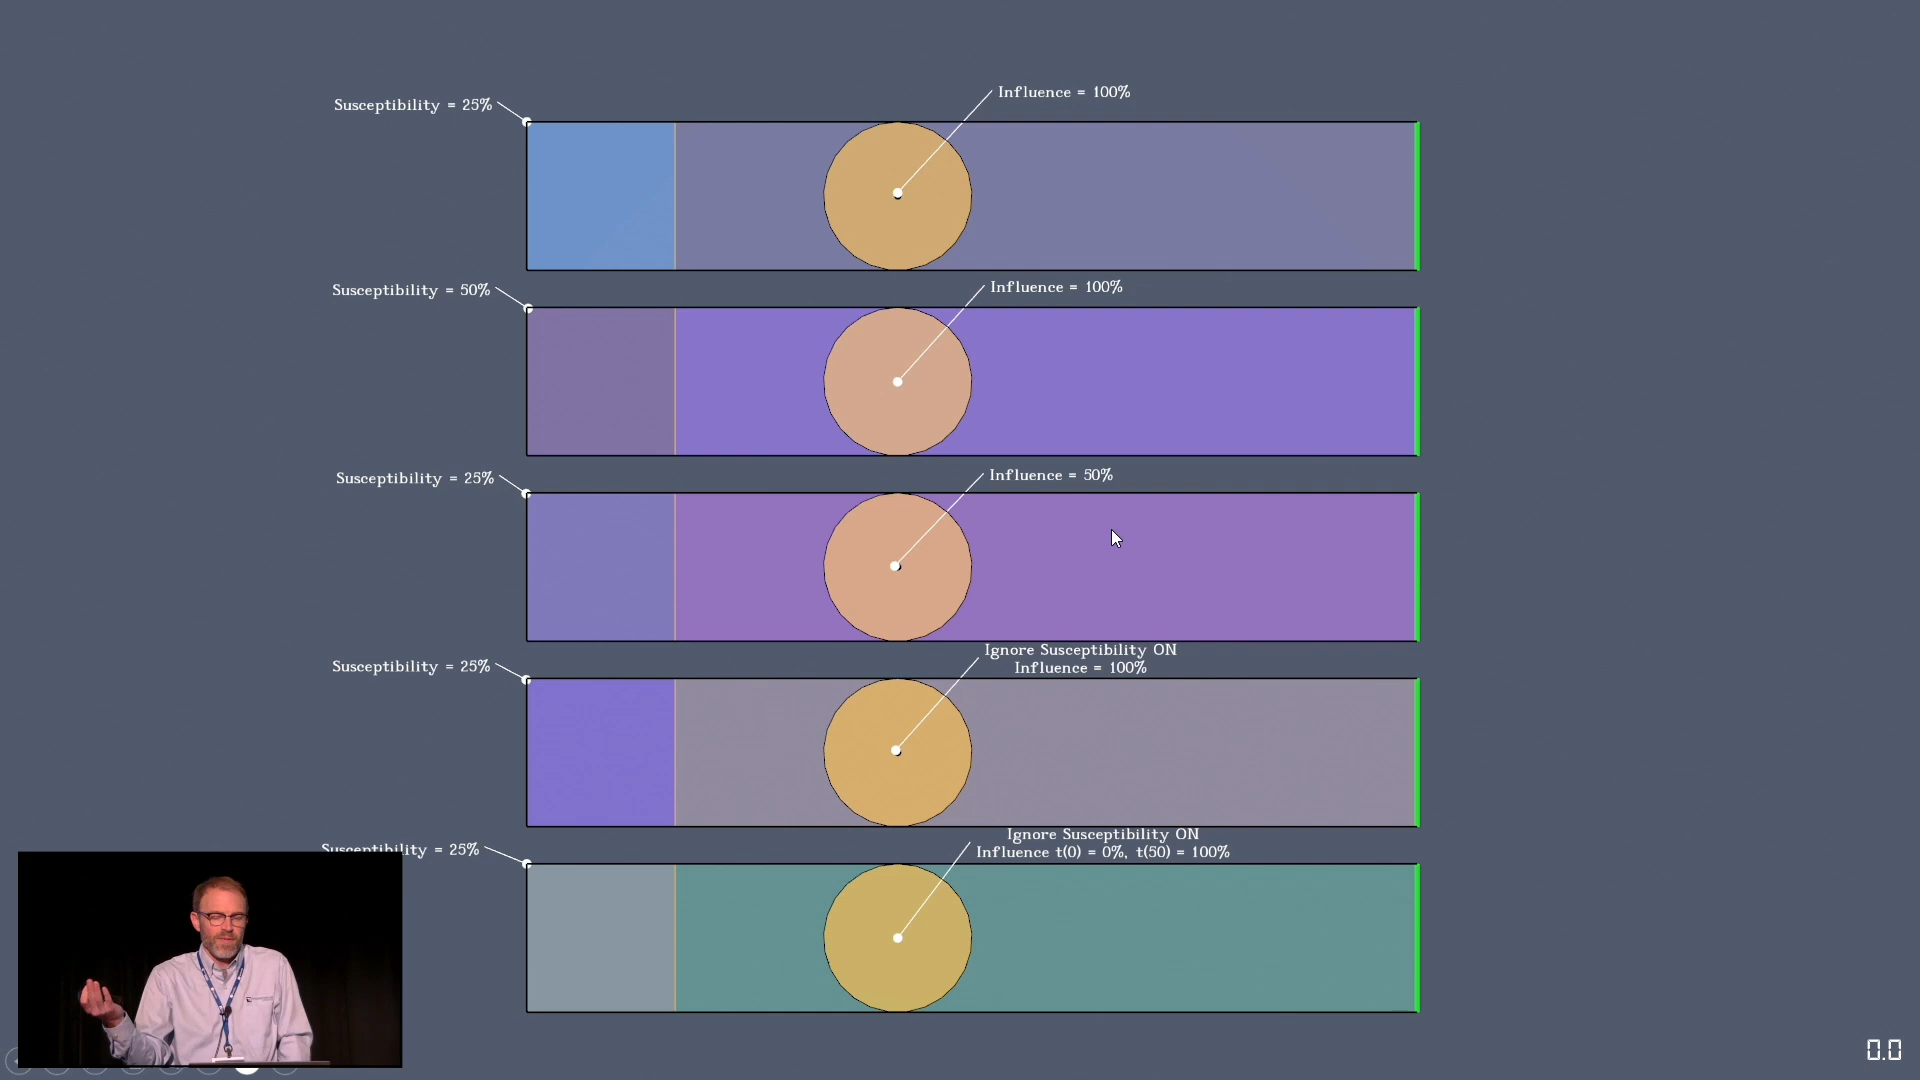 Susceptibility = 25%
Influence = 100%
Susceptibility = 50%
Influence = 100%
Susceptibility = 25%
Influence = 50%
Susceptibility = 25%
Ignore Susceptibility ON
Influence = 100%
Susceptibility = 25%
Ignore Susceptibility ON
Influence t(0) = 0%, t(50) = 100%
0.0